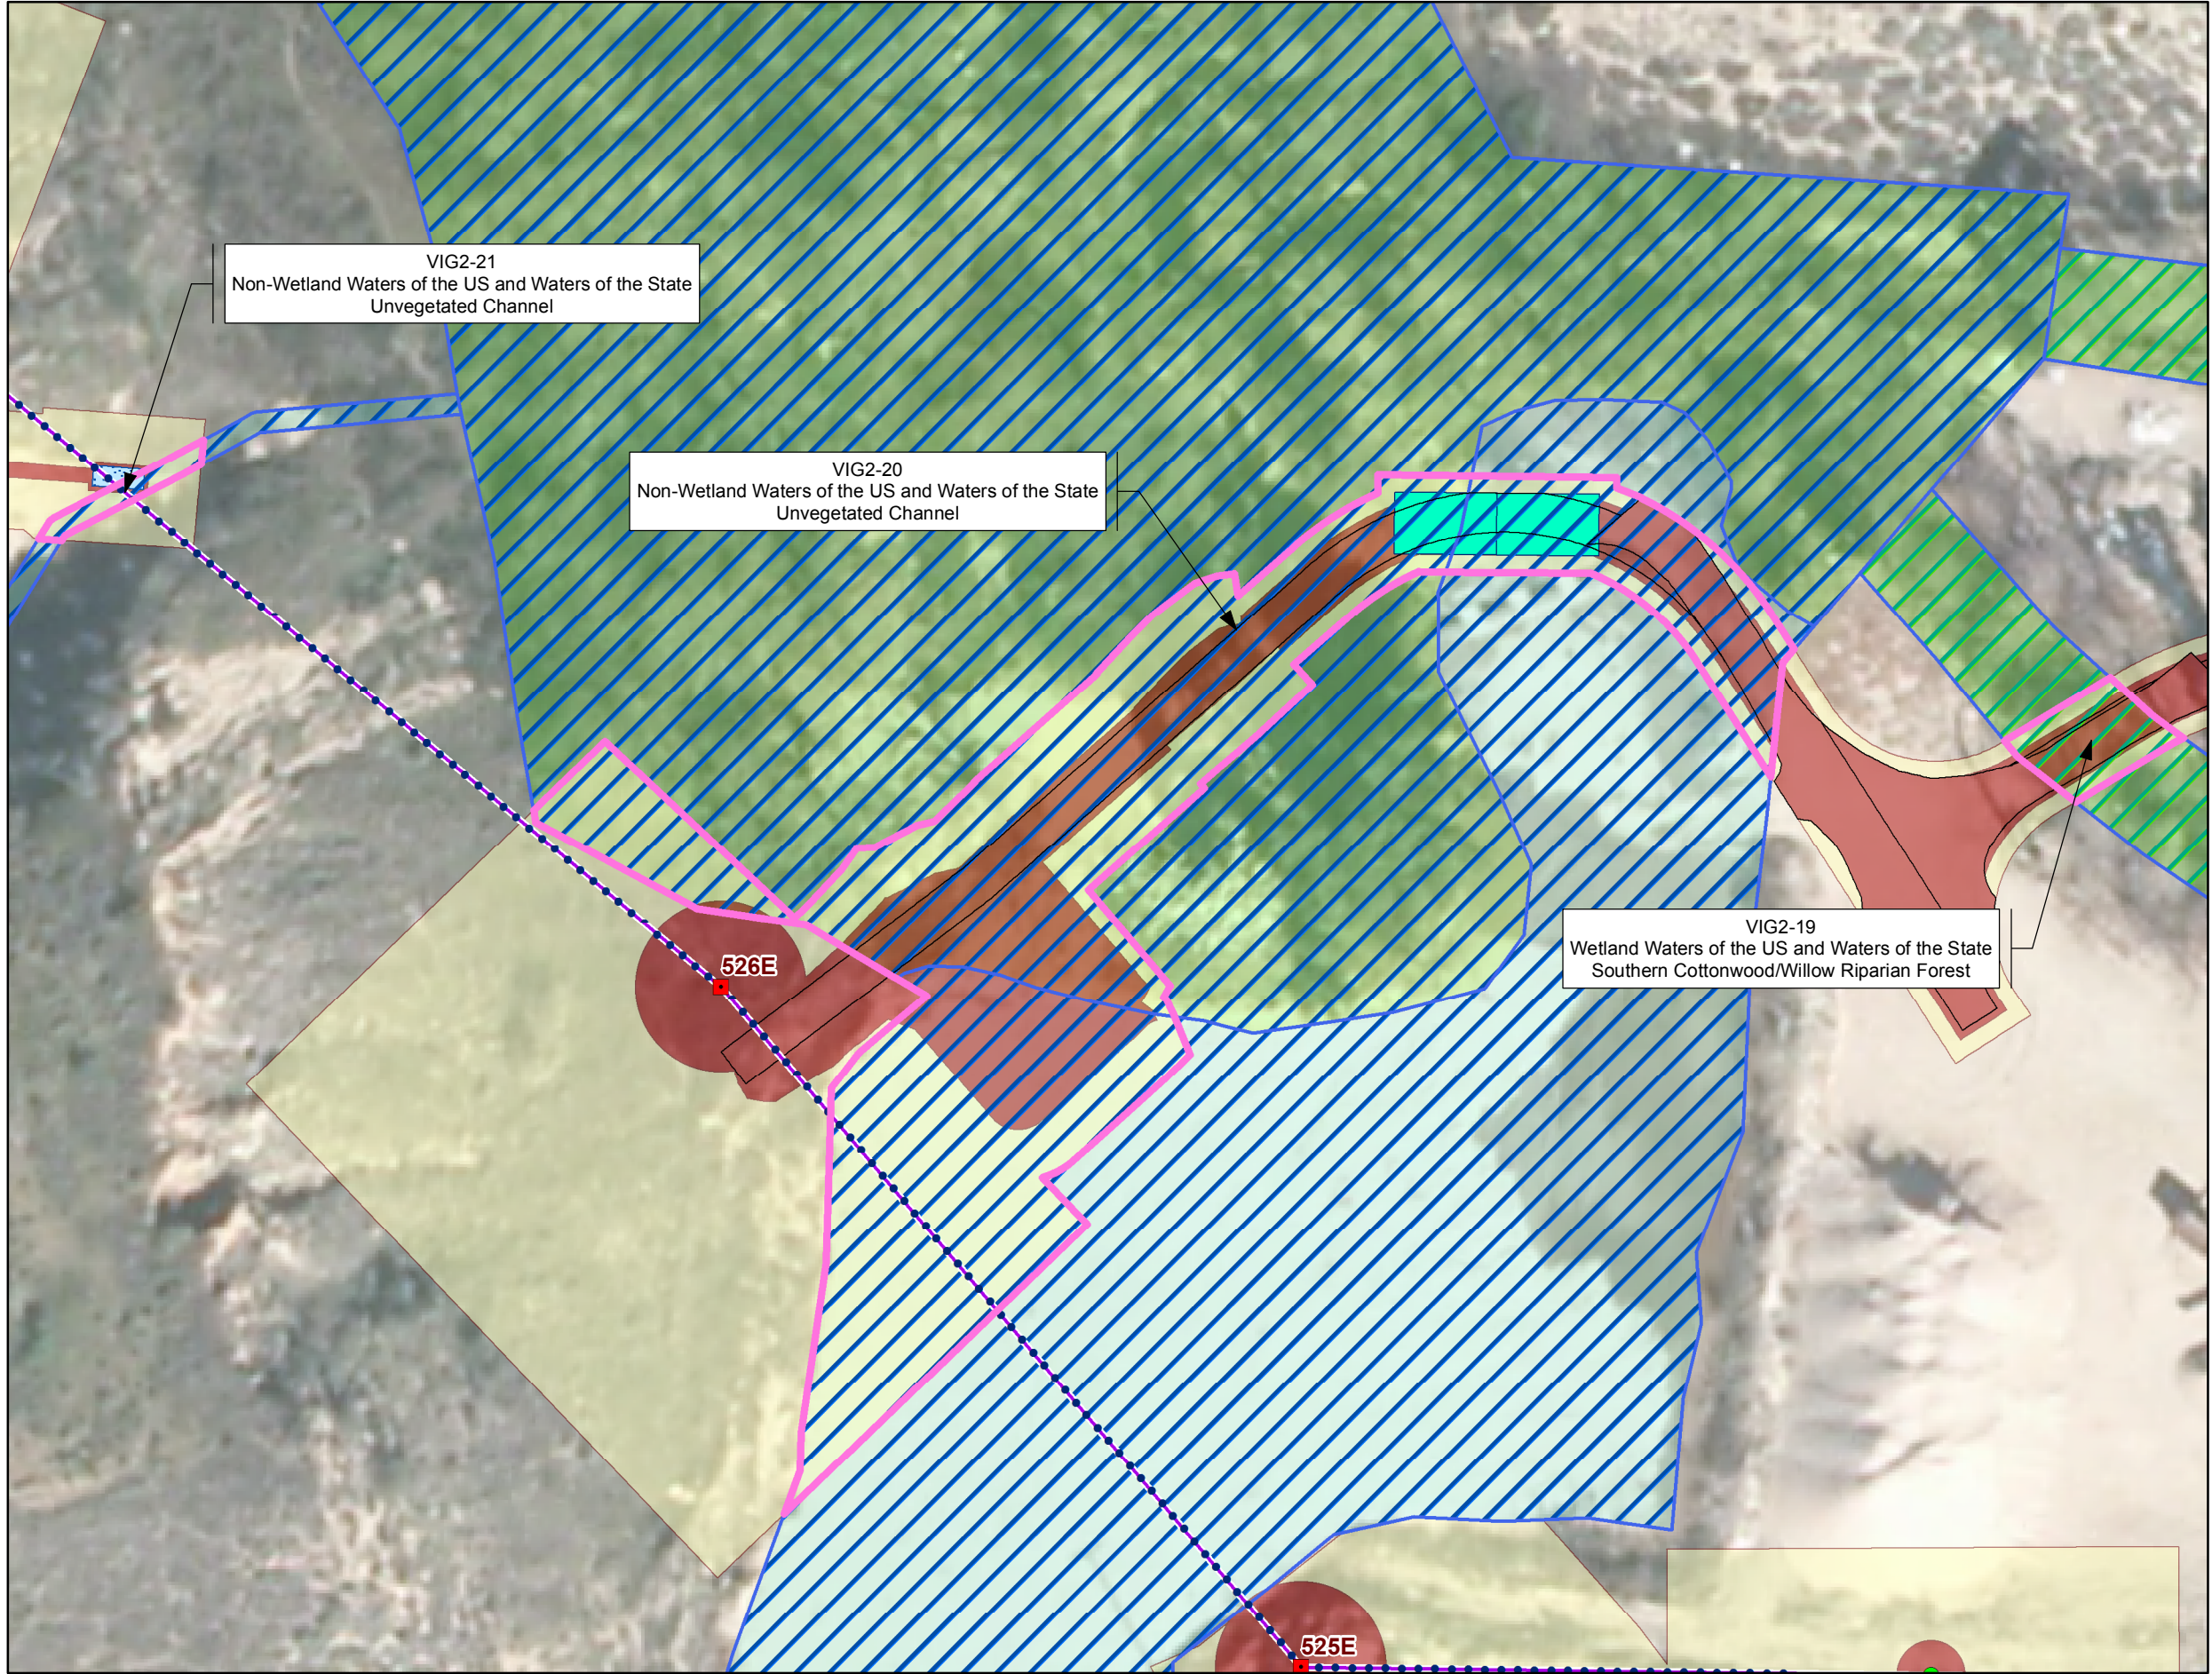 VIG2-21
Non-Wetland Waters of the US and Waters of the State
Unvegetated Channel
VIG2-20
Non-Wetland Waters of the US and Waters of the State
Unvegetated Channel
VIG2-19
Wetland Waters of the US and Waters of the State
Southern Cottonwood/Willow Riparian Forest
526E
525E